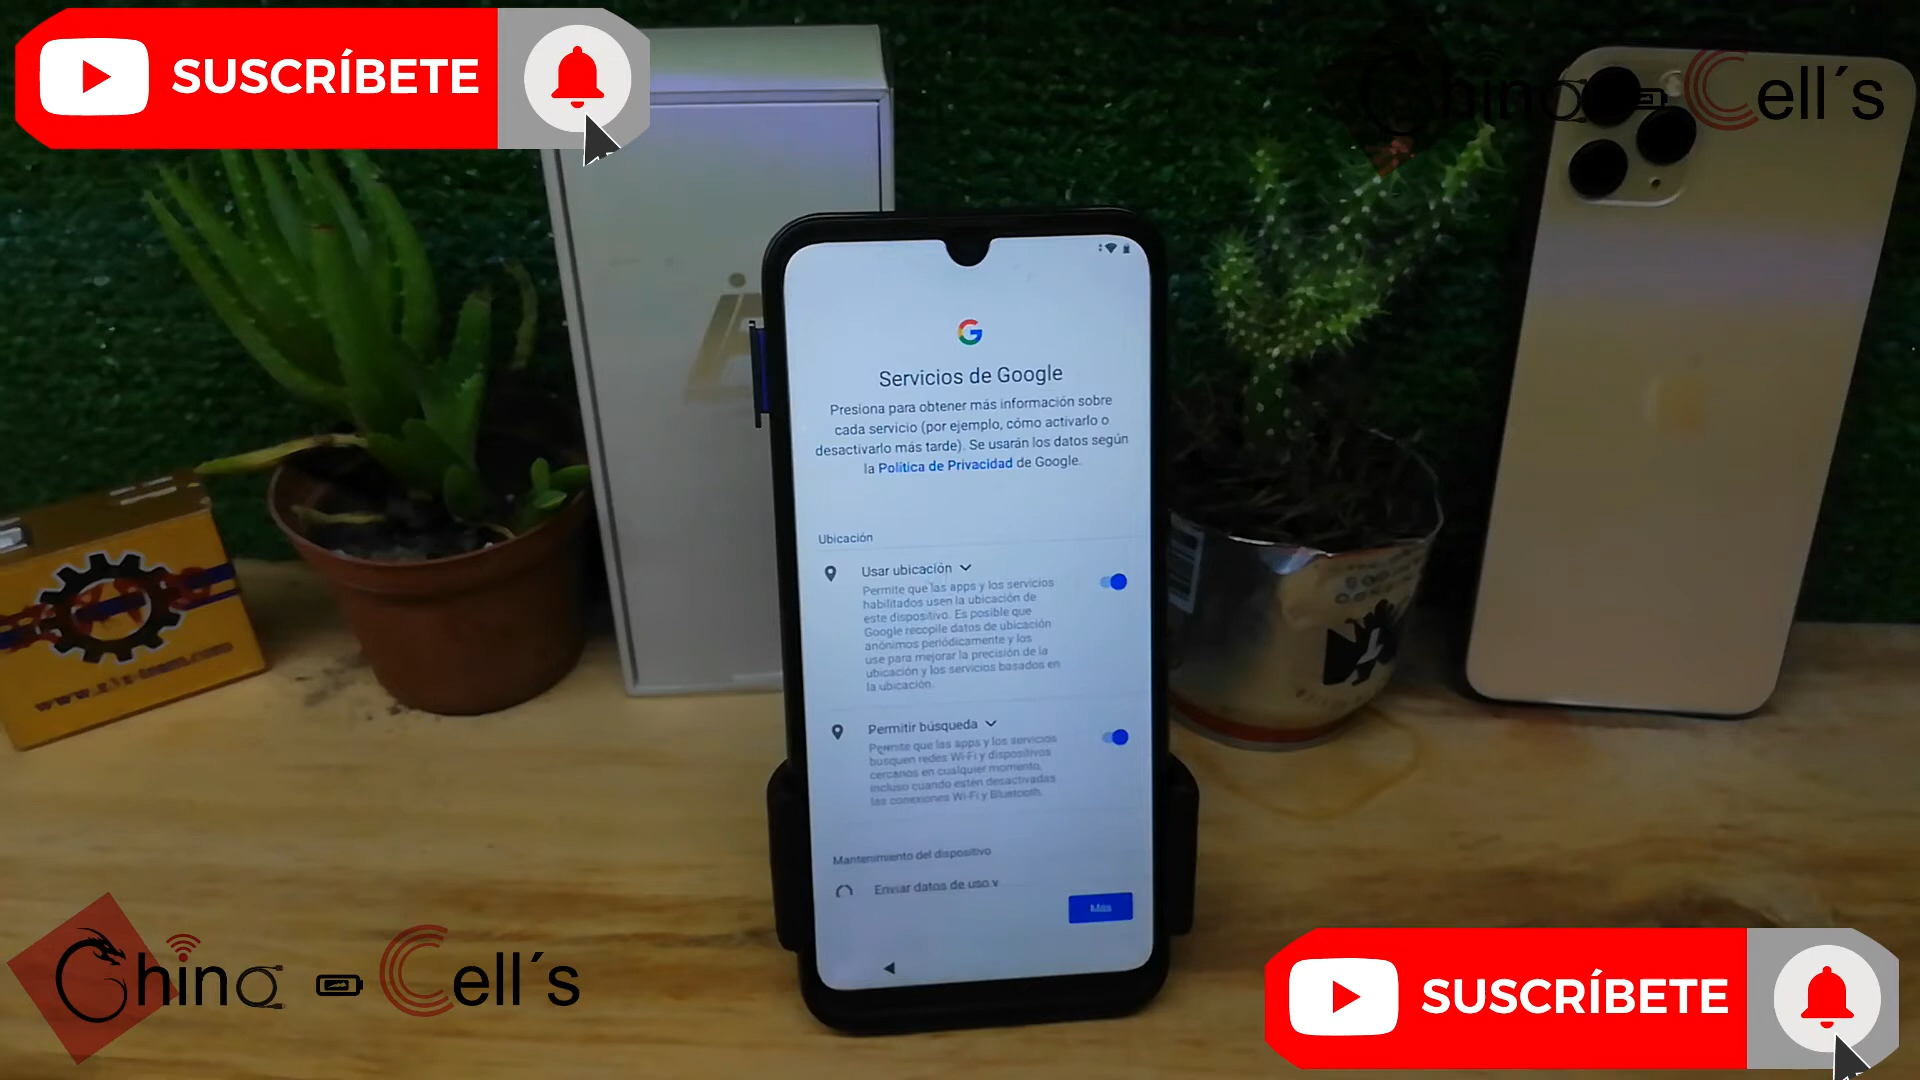 SUSCRÍBETE
China Cell´s
Servicios de Google
Presiona para obtener más información sobre
cada servicio (por ejemplo, cómo activarlo o
desactivarlo más tarde). Se usarán los datos según
la Política de Privacidad de Google.
Ubicación
Usar ubicación
Permite que las apps y los servicios
habilitados usen la ubicación de
este dispositivo. Es posible que
Google recopile datos de ubicación
anónimos periódicamente y los
use para mejorar la precisión de la
ubicación y los servicios basados en
la ubicación.
Permitir búsqueda
Permite que las apps y los servicios
busquen redes Wi-Fi y dispositivos
cercanos en cualquier momento,
incluso cuando estén desactivadas
las conexiones Wi-Fi y Bluetooth.
Mantenimiento del dispositivo
Enviar datos de uso y
Más
China Cell´s
SUSCRÍBETE